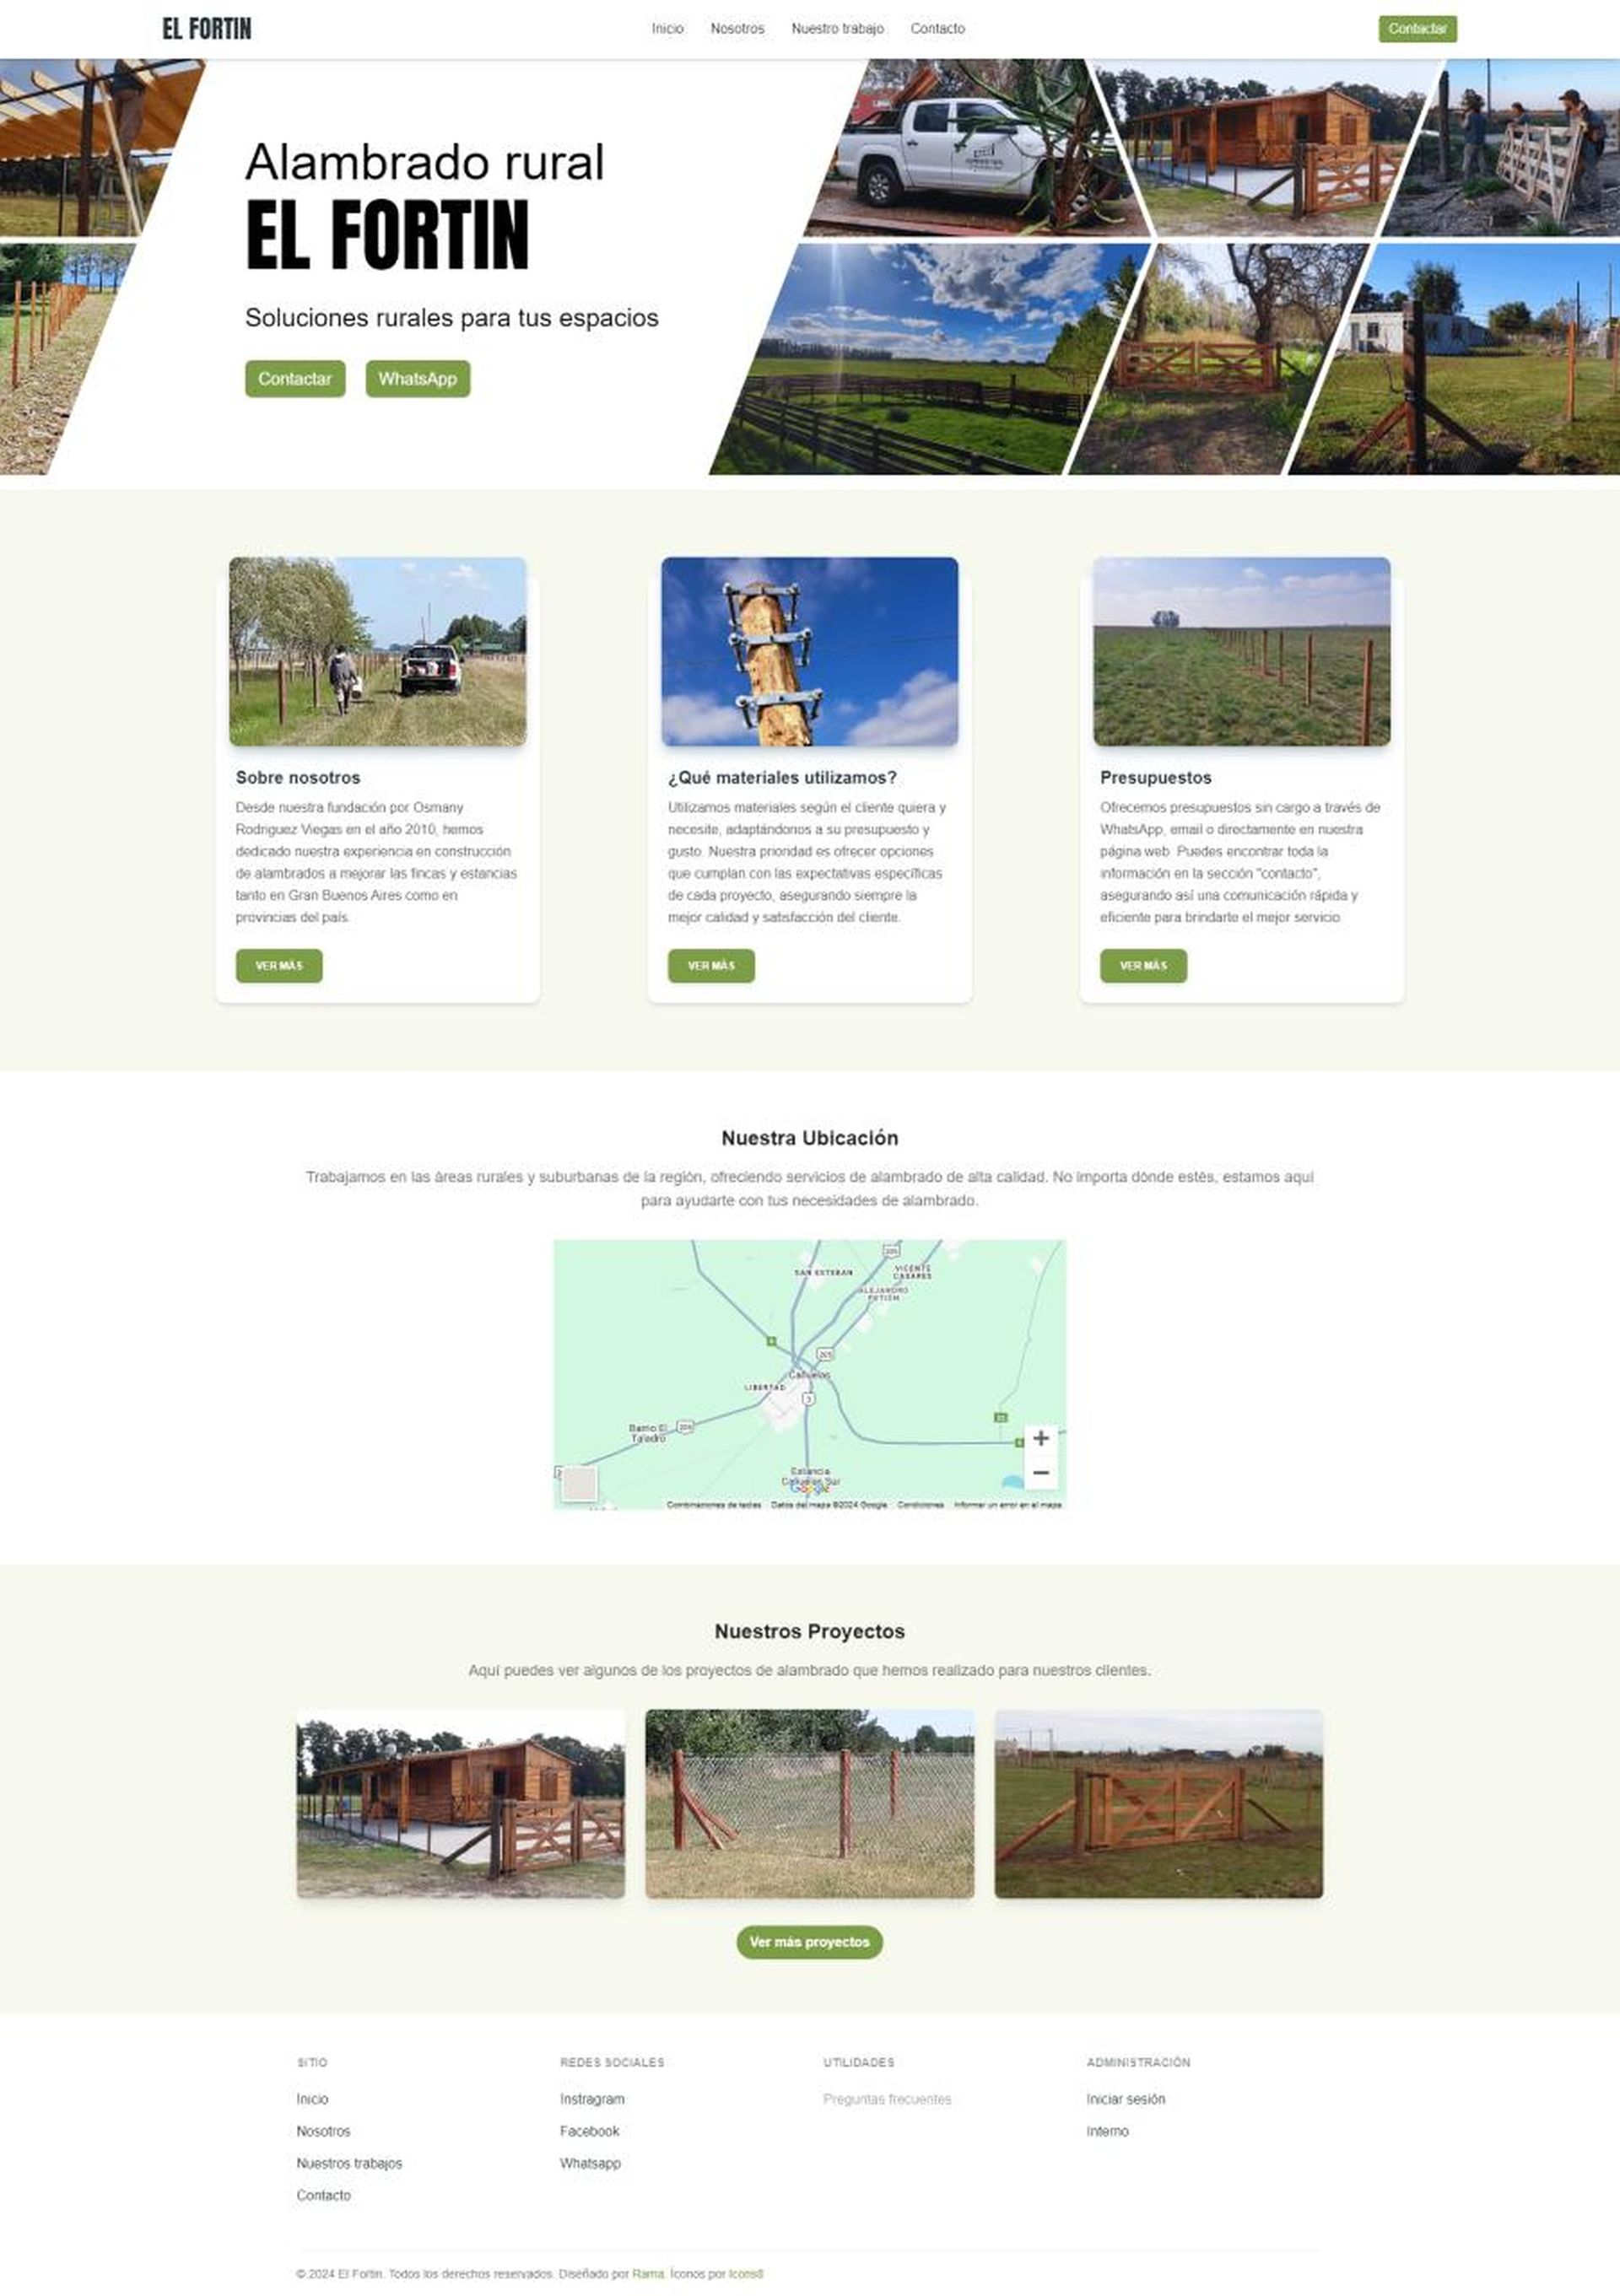 EL FORTIN
Inicio Nosotros Nuestro trabajo Contacto
Contactar
Alambrado rural
EL FORTIN
Soluciones rurales para tus espacios
Contactar WhatsApp
Sobre nosotros
Desde nuestra fundación por Osmany
Rodriguez Viegas en el año 2010, hemos
dedicado nuestra experiencia en construcción
de alambrados a mejorar las fincas y estancias
tanto en Gran Buenos Aires como en
provincias del país.
VER MÁS
¿Qué materiales utilizamos?
Utilizamos materiales según el cliente quiera y
necesite, adaptándonos a su presupuesto y
gusto. Nuestra prioridad es ofrecer opciones
que cumplan con las expectativas específicas
de cada proyecto, asegurando siempre la
mejor calidad y satisfacción del cliente.
VER MÁS
Presupuestos
Ofrecemos presupuestos sin cargo a través de
WhatsApp, email o directamente en nuestra
página web. Puedes encontrar toda la
información en la sección "contacto",
asegurando así una comunicación rápida y
eficiente para brindarte el mejor servicio
VER MÁS
Nuestra Ubicación
Trabajamos en las áreas rurales y suburbanas de la región, ofreciendo servicios de alambrado de alta calidad. No importa dónde estés, estamos aquí
para ayudarte con tus necesidades de alambrado.
205
SAN ESTEBAN
VICENTE
CASARES
ALEJANDRO
PETION
6
205
Cañuelas
LIBERTAD
3
Barrio El
Taladro
205
Estancia
Cañuelas Sur
Google
Combinaciones de teclas Datos del mapa ©2024 Google Condiciones Informar un error en el mapa
Nuestros Proyectos
Aquí puedes ver algunos de los proyectos de alambrado que hemos realizado para nuestros clientes.
Ver más proyectos
SITIO
Inicio
Nosotros
Nuestros trabajos
Contacto
REDES SOCIALES
Instragram
Facebook
Whatsapp
UTILIDADES
Preguntas frecuentes
ADMINISTRACIÓN
Iniciar sesión
Interno
© 2024 El Fortin. Todos los derechos reservados. Diseñado por Rama. Íconos por Icons8